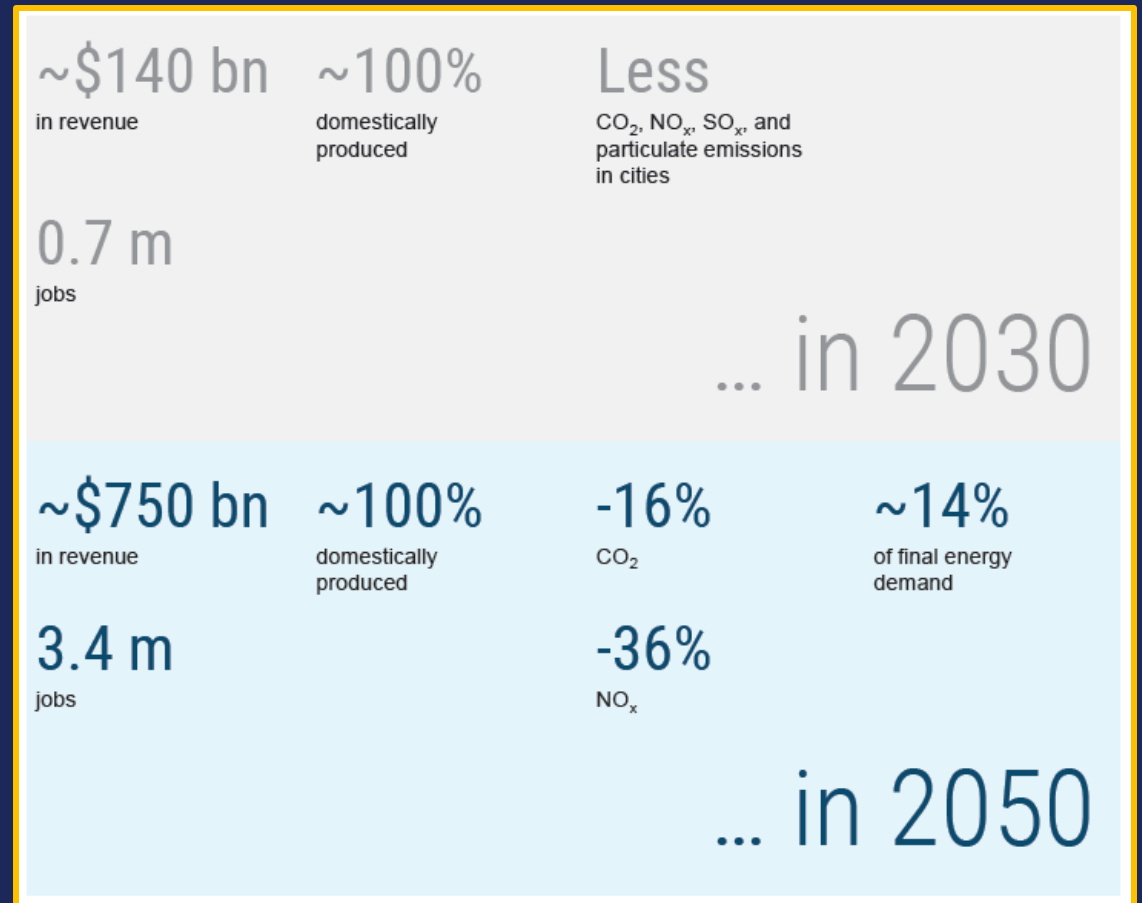 ~$140 bn ~100% Less
in revenue domestically CO₂, NOₓ, SOₓ, and
produced particulate emissions
in cities
0.7 m
jobs
... in 2030
~$750 bn ~100% -16% ~14%
in revenue domestically CO₂ of final energy
produced demand
3.4 m -36%
jobs NOₓ
... in 2050